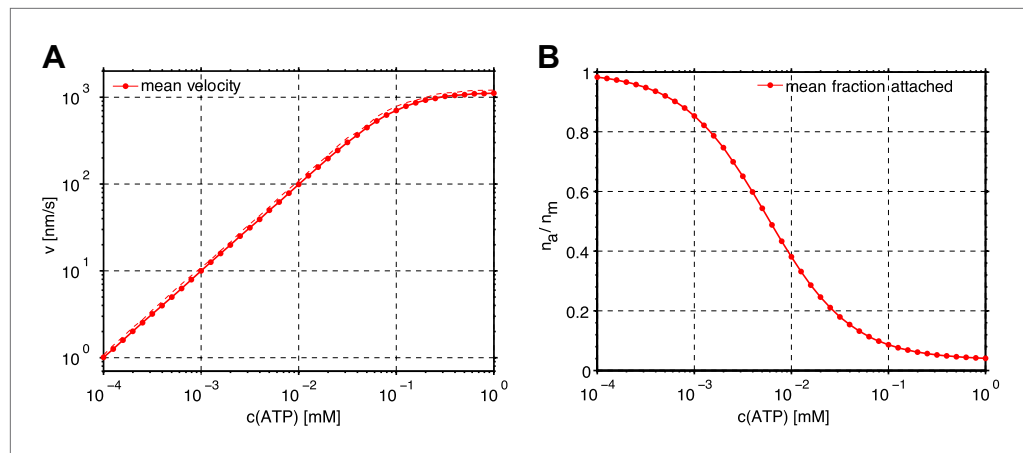 A
mean velocity
v [nm/s]
10^3
10^2
10^1
10^0
10^-4
10^-3
10^-2
10^-1
10^0
c(ATP) [mM]
B
mean fraction attached
n_a/ n_m
1
0.8
0.6
0.4
0.2
0
10^-4
10^-3
10^-2
10^-1
10^0
c(ATP) [mM]